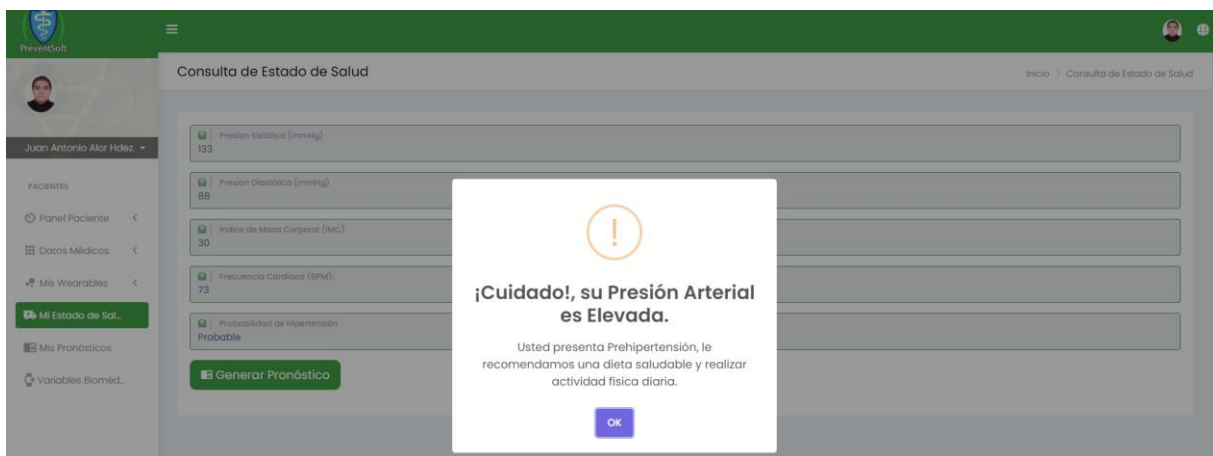 PreventSoft
Consulta de Estado de Salud
Inicio > Consulta de Estado de Salud
Juan Antonio Alor Hdez.
PACIENTES
Panel Paciente
Datos Médicos
Mis Wearables
Mi Estado de Sal...
Mis Pronósticos
Variables Bioméd...
Presion Sistólica (mmHg)
133
Presion Diastólica (mmHg)
88
Índice de Masa Corporal (IMC)
30
Frecuencia Cardiaca (BPM):
73
Probabilidad de Hipertensión
Probable
Generar Pronóstico
!
¡Cuidado!, su Presión Arterial
es Elevada.
Usted presenta Prehipertensión, le
recomendamos una dieta saludable y realizar
actividad física diaria.
OK